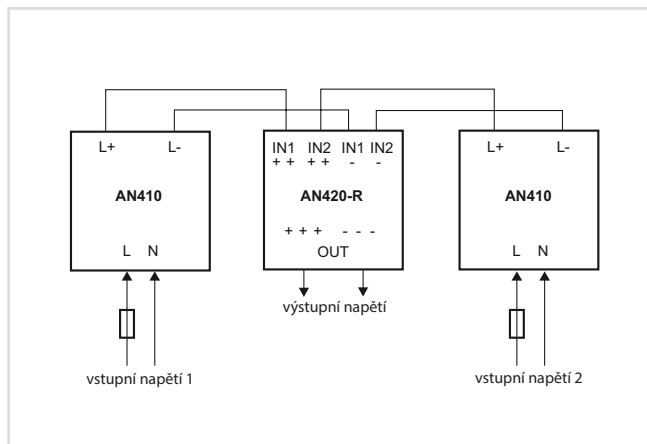 L+ L-
AN410
L N
vstupní napětí 1
IN1 IN2 IN1 IN2
+ + + + - -
AN420-R
+ + + - - -
OUT
výstupní napětí
L+ L-
AN410
L N
vstupní napětí 2